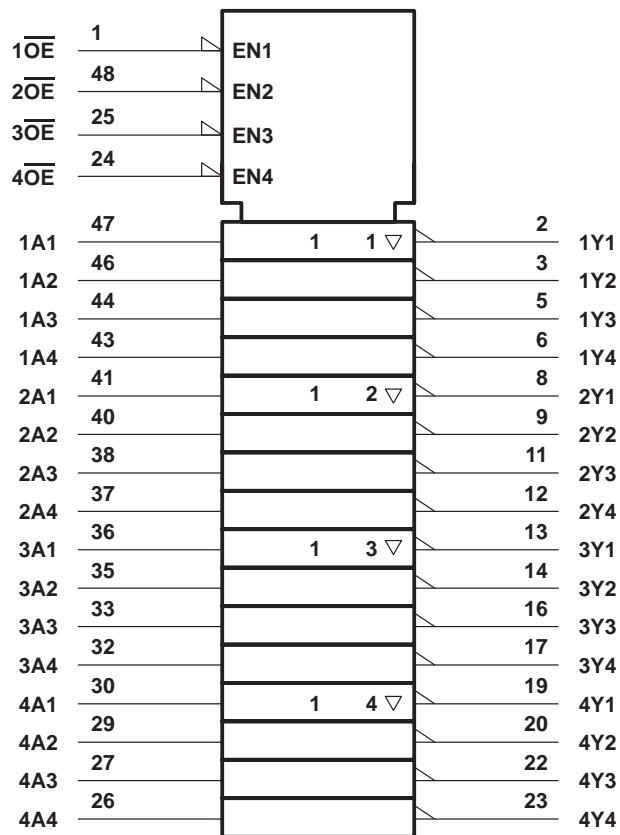 1O̅E̅ 1 EN1
2O̅E̅ 48 EN2
3O̅E̅ 25 EN3
4O̅E̅ 24 EN4
1A1 47 1 1 ▽ 2 1Y1
1A2 46 3 1Y2
1A3 44 5 1Y3
1A4 43 6 1Y4
2A1 41 1 2 ▽ 8 2Y1
2A2 40 9 2Y2
2A3 38 11 2Y3
2A4 37 12 2Y4
3A1 36 1 3 ▽ 13 3Y1
3A2 35 14 3Y2
3A3 33 16 3Y3
3A4 32 17 3Y4
4A1 30 1 4 ▽ 19 4Y1
4A2 29 20 4Y2
4A3 27 22 4Y3
4A4 26 23 4Y4